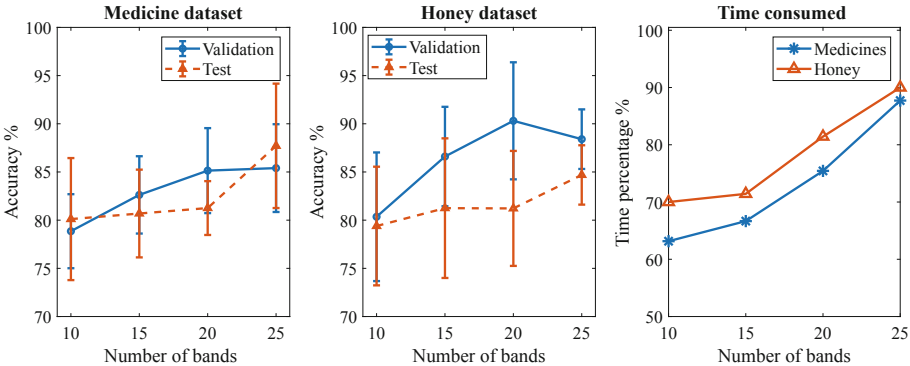 Medicine dataset
100
95
90
85
80
75
70
10
15
20
25
Accuracy %
Number of bands
Validation
Test
Honey dataset
100
95
90
85
80
75
70
10
15
20
25
Accuracy %
Number of bands
Validation
Test
Time consumed
100
90
80
70
60
50
10
15
20
25
Time percentage %
Number of bands
Medicines
Honey